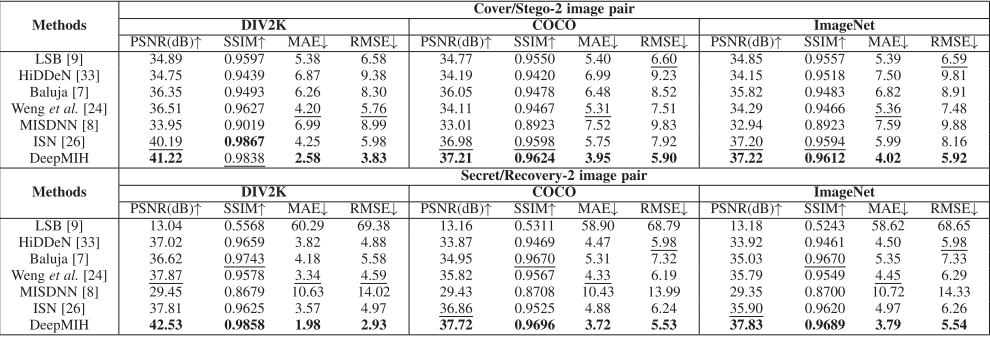 Methods Cover/Stego-2 image pair
DIV2K COCO ImageNet
PSNR(dB)↑ SSIM↑ MAE↓ RMSE↓ PSNR(dB)↑ SSIM↑ MAE↓ RMSE↓ PSNR(dB)↑ SSIM↑ MAE↓ RMSE↓
LSB [9] 34.89 0.9597 5.38 6.58 34.77 0.9550 5.40 6.60 34.85 0.9557 5.39 6.59
HiDDeN [33] 34.75 0.9439 6.87 9.38 34.19 0.9420 6.99 9.23 34.15 0.9518 7.50 9.81
Baluja [7] 36.35 0.9493 6.26 8.30 36.05 0.9478 6.48 8.52 35.82 0.9483 6.82 8.91
Weng et al. [24] 36.51 0.9627 4.20 5.76 34.11 0.9467 5.31 7.51 34.29 0.9466 5.36 7.48
MISDNN [8] 33.95 0.9019 6.99 8.99 33.01 0.8923 7.52 9.83 32.94 0.8923 7.59 9.88
ISN [26] 40.19 0.9867 4.25 5.98 36.98 0.9598 5.75 7.92 37.20 0.9594 5.99 8.16
DeepMIH 41.22 0.9838 2.58 3.83 37.21 0.9624 3.95 5.90 37.22 0.9612 4.02 5.92
Methods Secret/Recovery-2 image pair
DIV2K COCO ImageNet
PSNR(dB)↑ SSIM↑ MAE↓ RMSE↓ PSNR(dB)↑ SSIM↑ MAE↓ RMSE↓ PSNR(dB)↑ SSIM↑ MAE↓ RMSE↓
LSB [9] 13.04 0.5568 60.29 69.38 13.16 0.5311 58.90 68.79 13.18 0.5243 58.62 68.65
HiDDeN [33] 37.02 0.9659 3.82 4.88 33.87 0.9469 4.47 5.98 33.92 0.9461 4.50 5.98
Baluja [7] 36.62 0.9743 4.18 5.58 34.95 0.9670 5.31 7.32 35.03 0.9670 5.35 7.33
Weng et al. [24] 37.87 0.9578 3.34 4.59 35.82 0.9567 4.33 6.19 35.79 0.9549 4.45 6.29
MISDNN [8] 29.45 0.8679 10.63 14.02 29.43 0.8708 10.43 13.99 29.35 0.8700 10.72 14.33
ISN [26] 37.81 0.9625 3.57 4.97 36.86 0.9525 4.88 6.24 35.90 0.9620 4.97 6.26
DeepMIH 42.53 0.9858 1.98 2.93 37.72 0.9696 3.72 5.53 37.83 0.9689 3.79 5.54